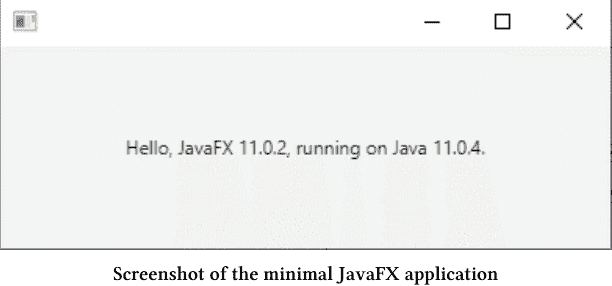 Hello, JavaFX 11.0.2, running on Java 11.0.4.
Screenshot of the minimal JavaFX application